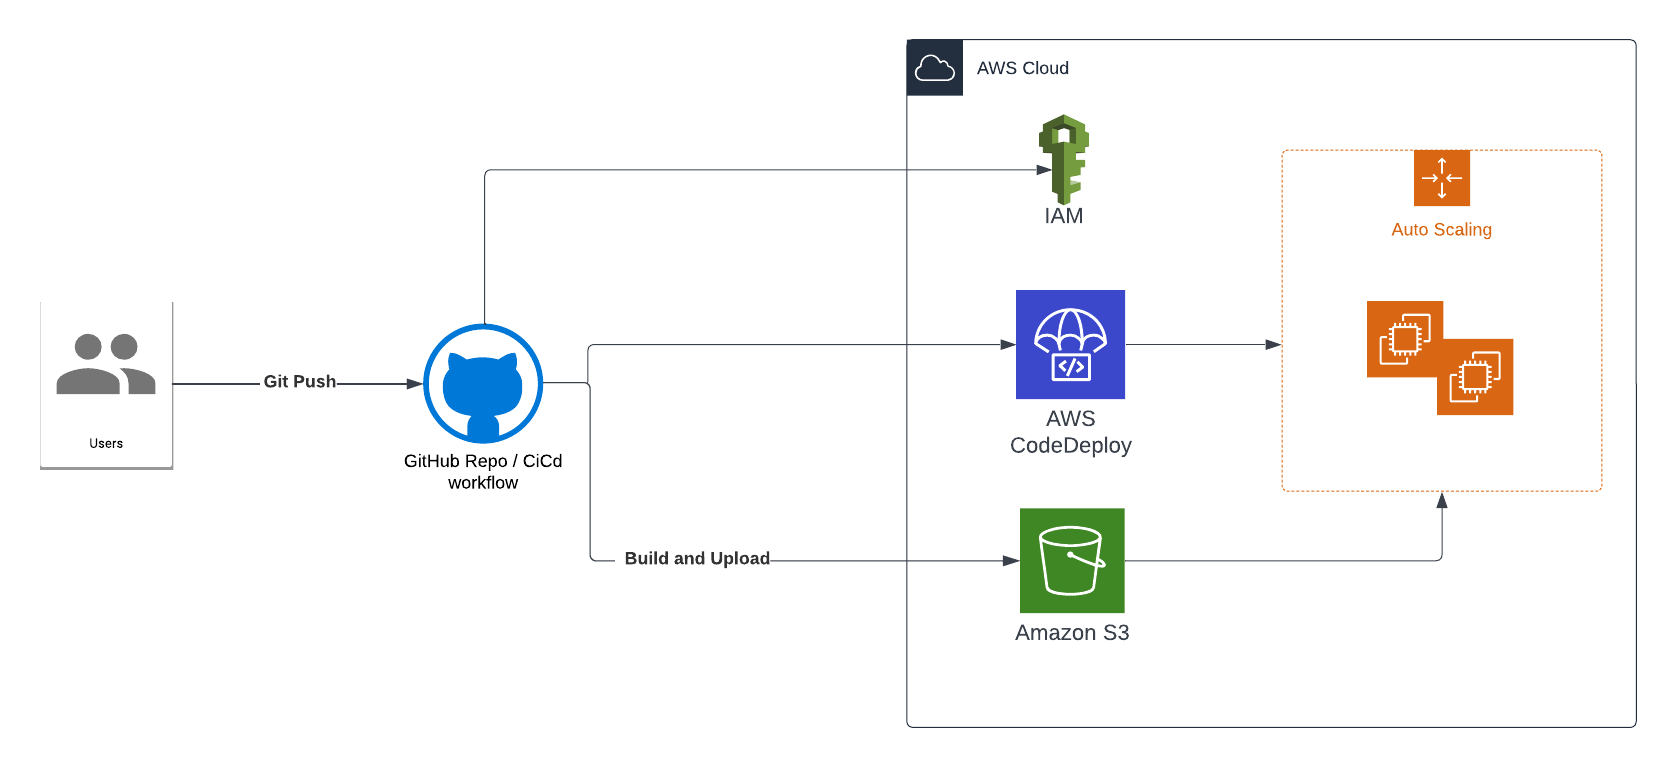 AWS Cloud
IAM
Auto Scaling
Git Push
Users
GitHub Repo / CiCd
workflow
</>
AWS
CodeDeploy
Build and Upload
Amazon S3